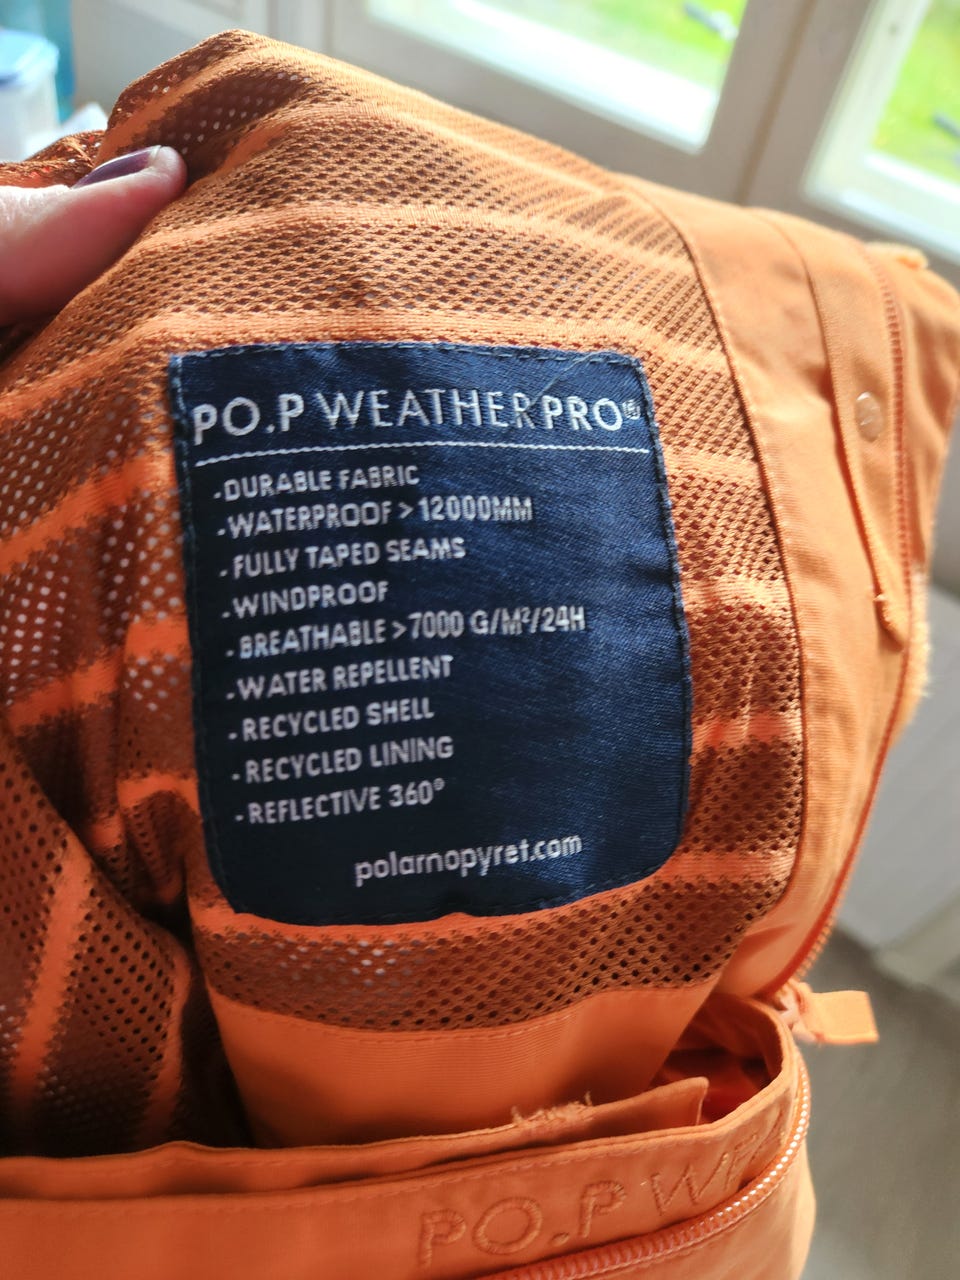 PO.P WEATHERPRO®
-DURABLE FABRIC
-WATERPROOF > 12000MM
-FULLY TAPED SEAMS
-WINDPROOF
-BREATHABLE > 7000 G/M²/24H
-WATER REPELLENT
-RECYCLED SHELL
-RECYCLED LINING
-REFLECTIVE 360°
polarnopyret.com
PO.P WE